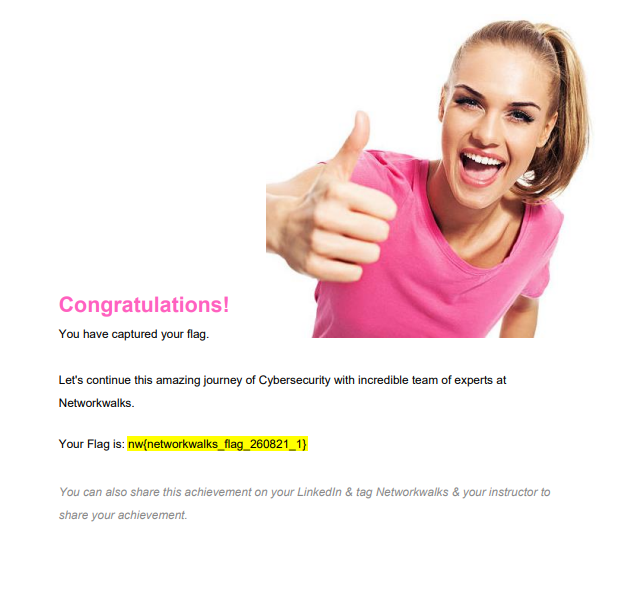 Congratulations!
You have captured your flag.
Let's continue this amazing journey of Cybersecurity with incredible team of experts at
Networkwalks.
Your Flag is: nw{networkwalks_flag_260821_1}
You can also share this achievement on your LinkedIn & tag Networkwalks & your instructor to
share your achievement.